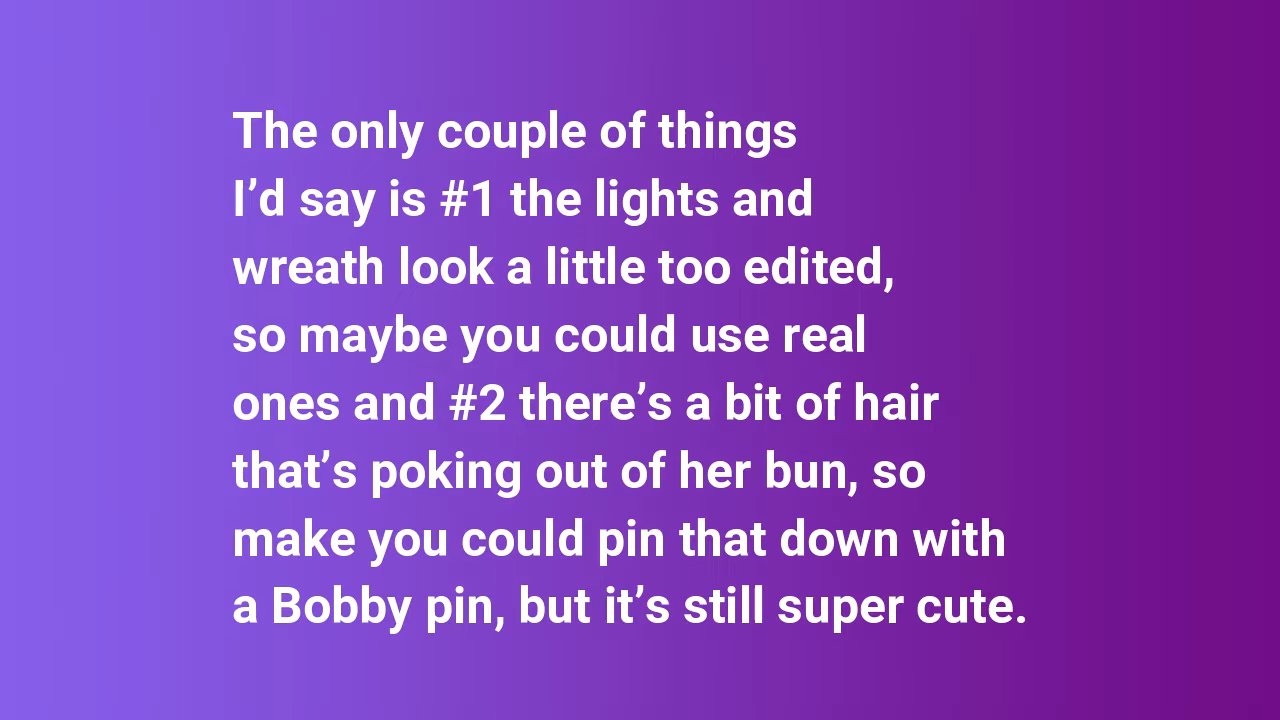 The only couple of things
I’d say is #1 the lights and
wreath look a little too edited,
so maybe you could use real
ones and #2 there’s a bit of hair
that’s poking out of her bun, so
make you could pin that down with
a Bobby pin, but it’s still super cute.